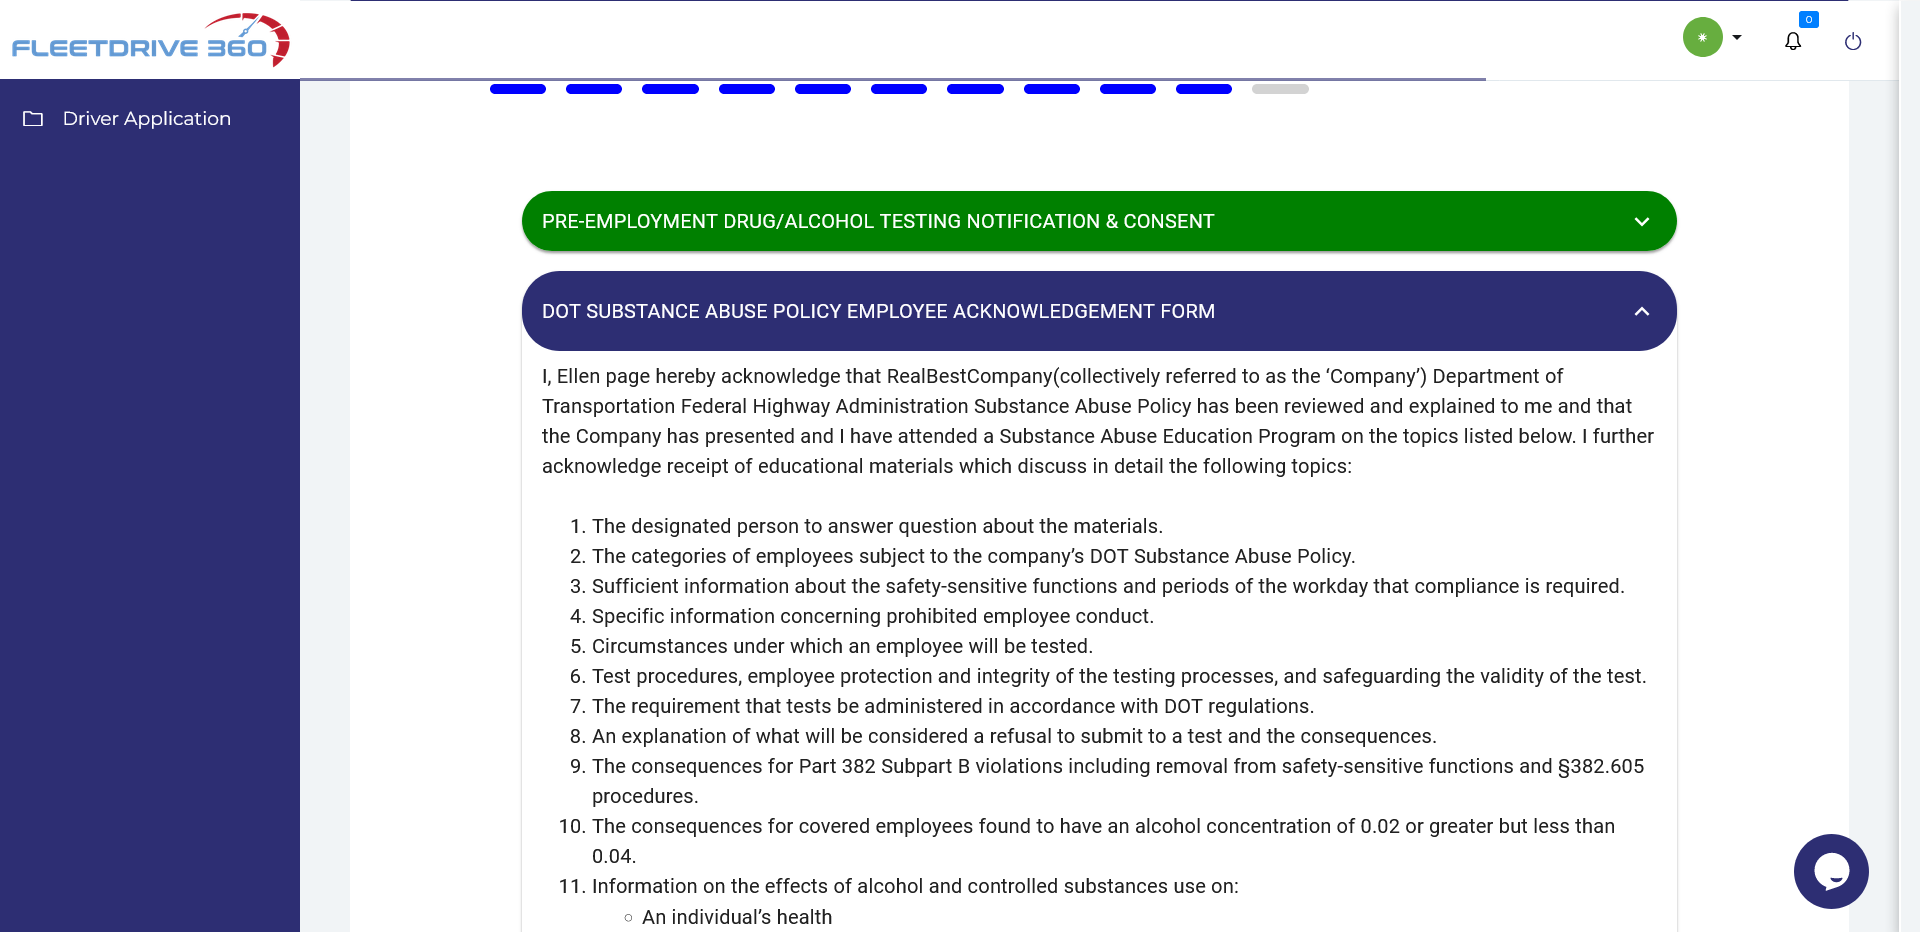 FLEETDRIVE 360
0
Driver Application
PRE-EMPLOYMENT DRUG/ALCOHOL TESTING NOTIFICATION & CONSENT
DOT SUBSTANCE ABUSE POLICY EMPLOYEE ACKNOWLEDGEMENT FORM
I, Ellen page hereby acknowledge that RealBestCompany(collectively referred to as the ‘Company’) Department of
Transportation Federal Highway Administration Substance Abuse Policy has been reviewed and explained to me and that
the Company has presented and I have attended a Substance Abuse Education Program on the topics listed below. I further
acknowledge receipt of educational materials which discuss in detail the following topics:
1. The designated person to answer question about the materials.
2. The categories of employees subject to the company’s DOT Substance Abuse Policy.
3. Sufficient information about the safety-sensitive functions and periods of the workday that compliance is required.
4. Specific information concerning prohibited employee conduct.
5. Circumstances under which an employee will be tested.
6. Test procedures, employee protection and integrity of the testing processes, and safeguarding the validity of the test.
7. The requirement that tests be administered in accordance with DOT regulations.
8. An explanation of what will be considered a refusal to submit to a test and the consequences.
9. The consequences for Part 382 Subpart B violations including removal from safety-sensitive functions and §382.605
procedures.
10. The consequences for covered employees found to have an alcohol concentration of 0.02 or greater but less than
0.04.
11. Information on the effects of alcohol and controlled substances use on:
○ An individual’s health